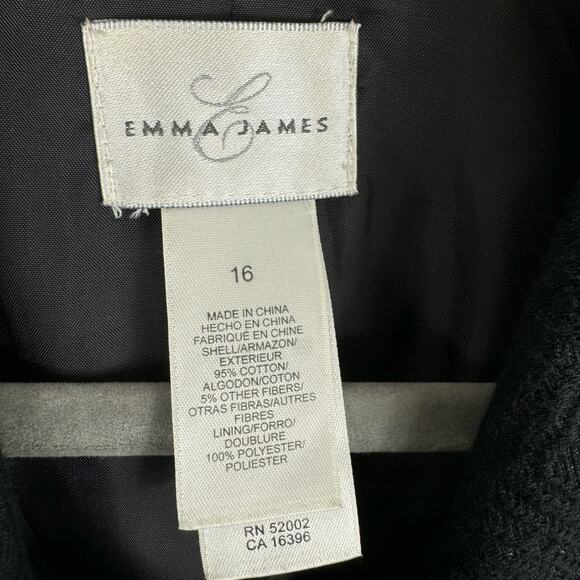 E
EMMA JAMES
16
MADE IN CHINA
HECHO EN CHINA
FABRIQUÉ EN CHINE
SHELL/ARMAZON/
EXTERIEUR
95% COTTON/
ALGODON/COTON
5% OTHER FIBERS/
OTRAS FIBRAS/AUTRES
FIBRES
LINING/FORRO/
DOUBLURE
100% POLYESTER/
POLIESTER
RN 52002
CA 16396